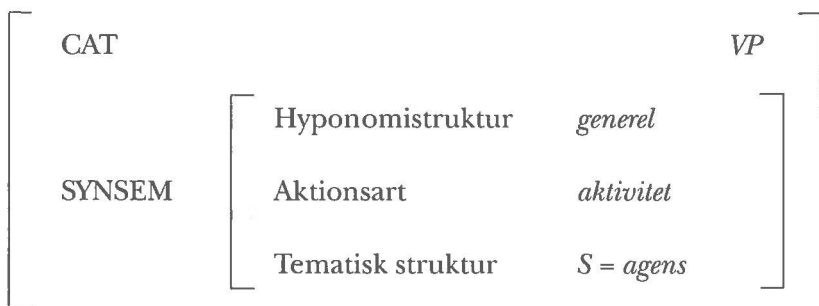 CAT VP
Hyponomistruktur generel
SYNSEM Aktionsart aktivitet
Tematisk struktur S = agens